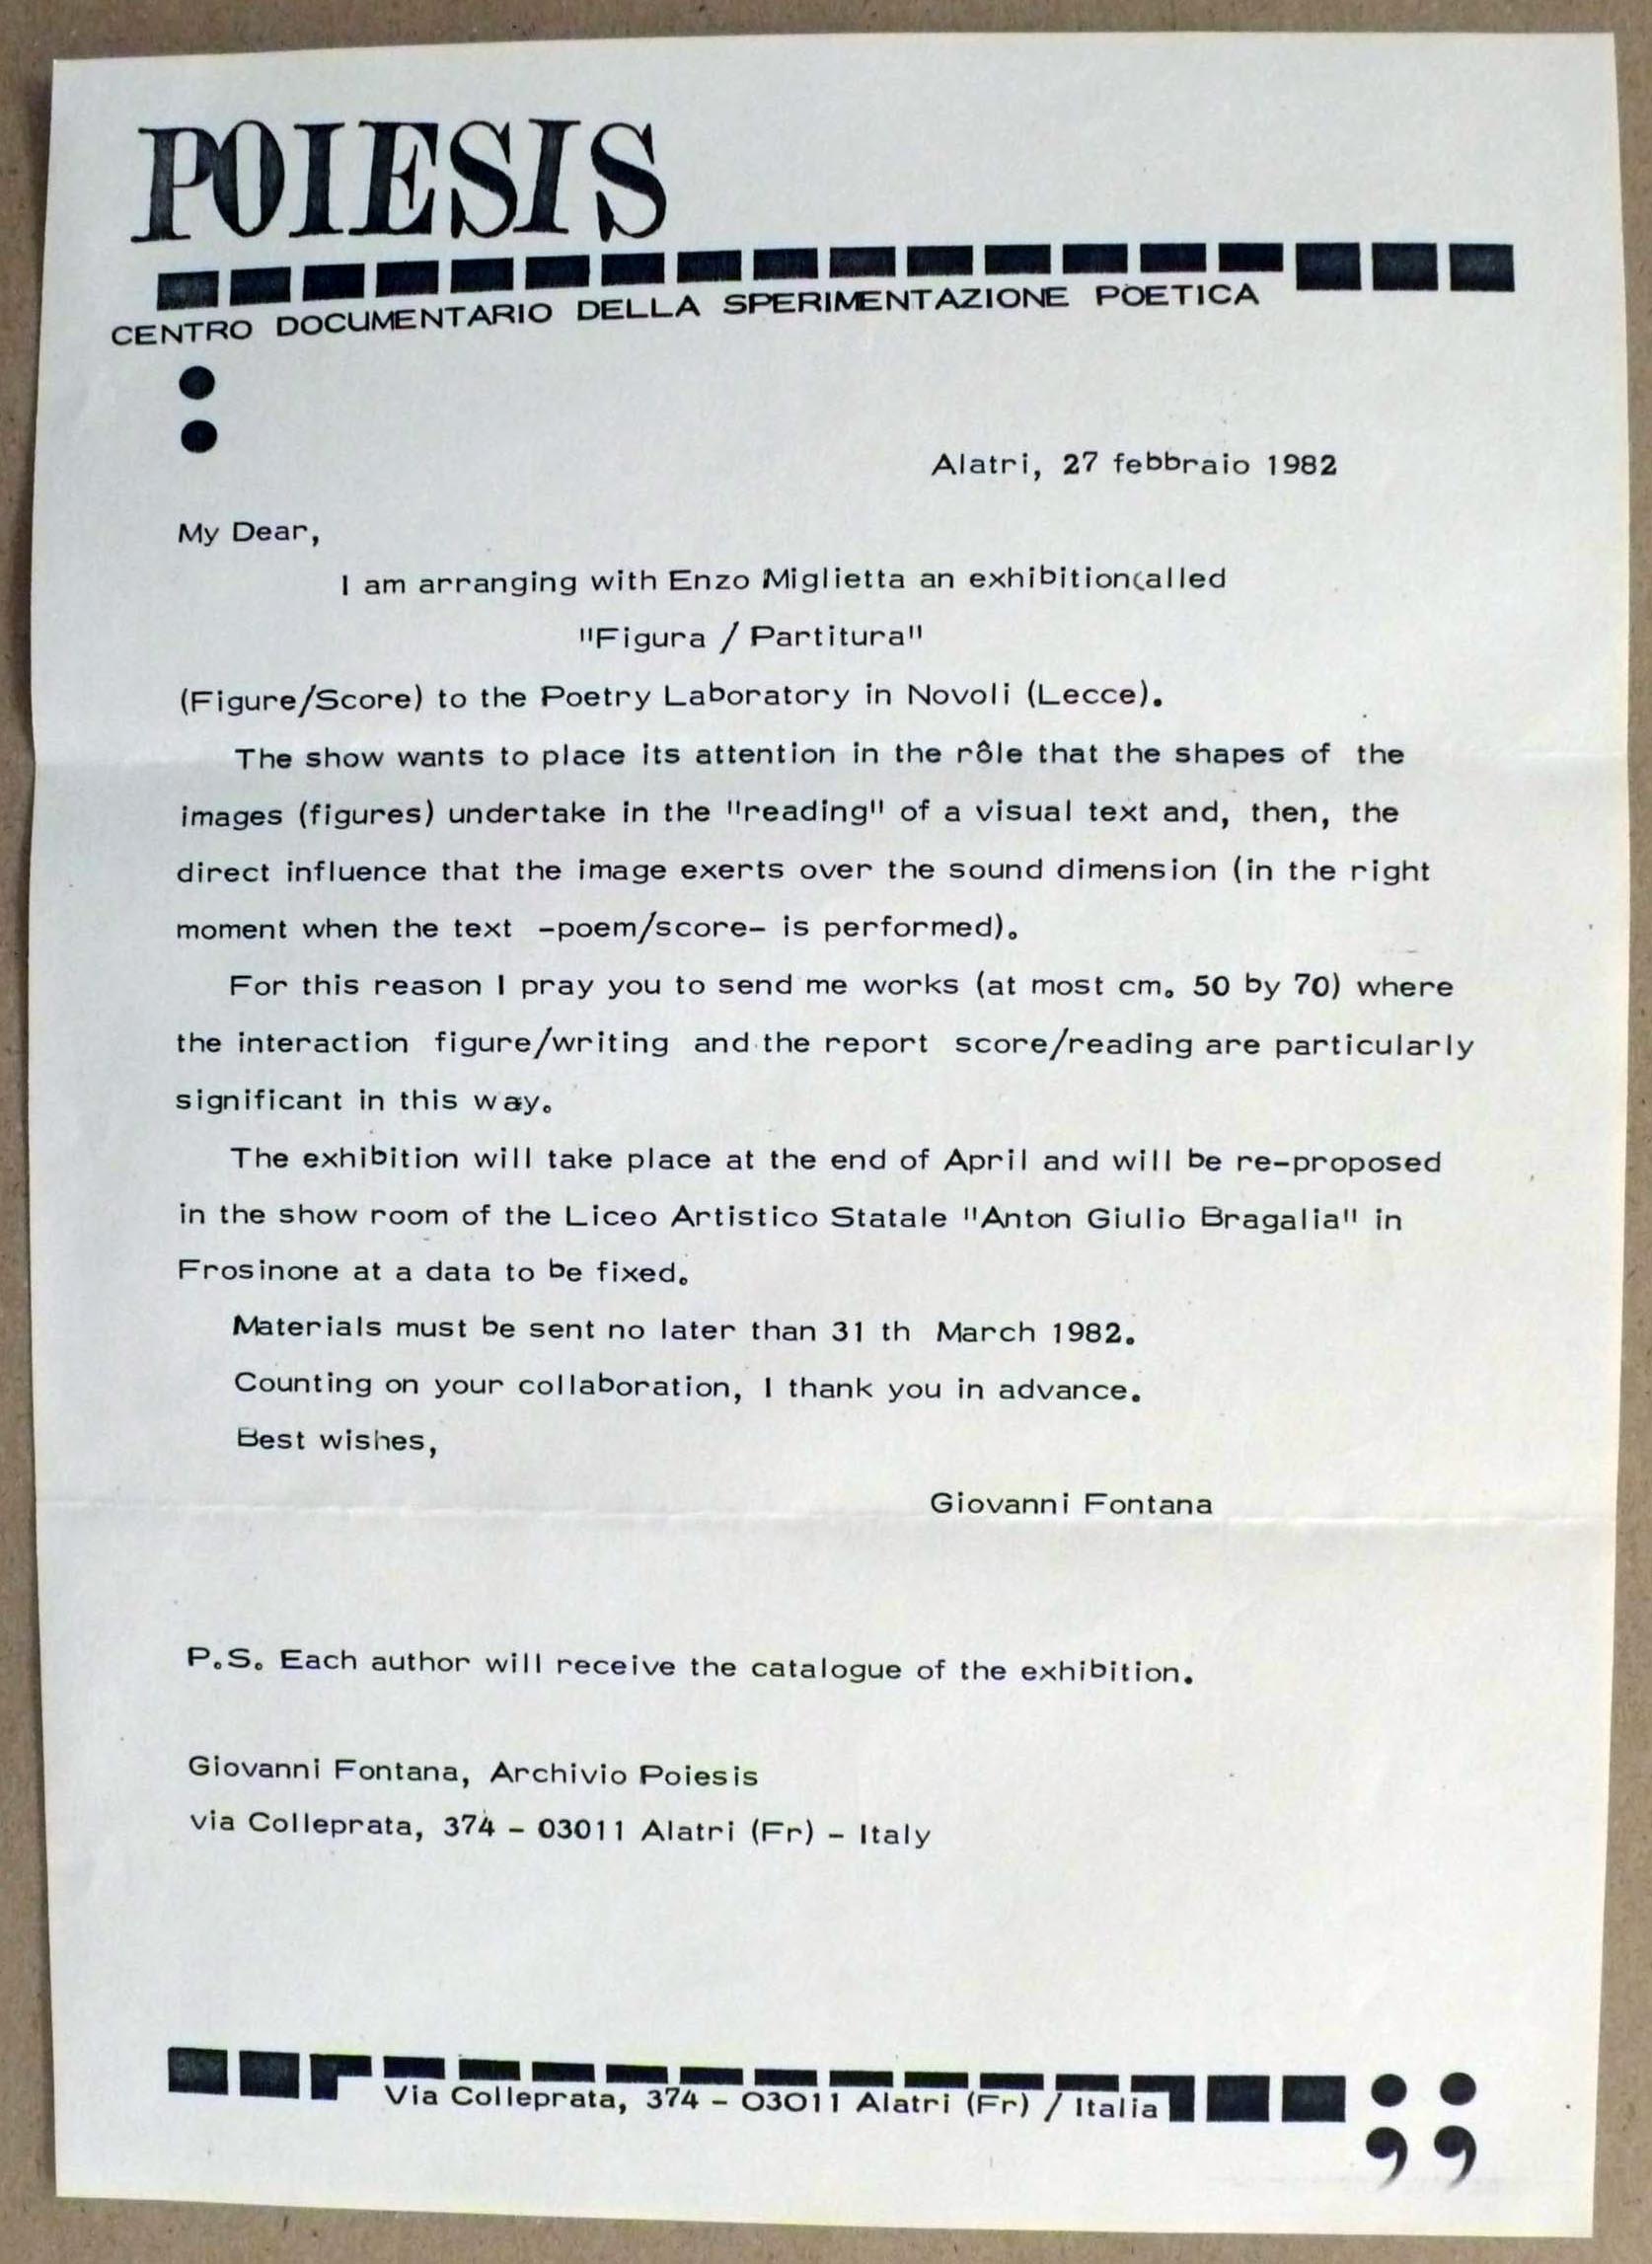 POIESIS
CENTRO DOCUMENTARIO DELLA SPERIMENTAZIONE POETICA
:
Alatri, 27 febbraio 1982
My Dear,
I am arranging with Enzo Miglietta an exhibition called
"Figura / Partitura"
(Figure/Score) to the Poetry Laboratory in Novoli (Lecce).
The show wants to place its attention in the rôle that the shapes of the
images (figures) undertake in the "reading" of a visual text and, then, the
direct influence that the image exerts over the sound dimension (in the right
moment when the text -poem/score- is performed).
For this reason I pray you to send me works (at most cm. 50 by 70) where
the interaction figure/writing and the report score/reading are particularly
significant in this way.
The exhibition will take place at the end of April and will be re-proposed
in the show room of the Liceo Artistico Statale "Anton Giulio Bragalia" in
Frosinone at a data to be fixed.
Materials must be sent no later than 31 th March 1982.
Counting on your collaboration, I thank you in advance.
Best wishes,
Giovanni Fontana
P.S. Each author will receive the catalogue of the exhibition.
Giovanni Fontana, Archivio Poiesis
via Colleprata, 374 - 03011 Alatri (Fr) - Italy
Via Colleprata, 374 - 03011 Alatri (Fr) / Italia
;;